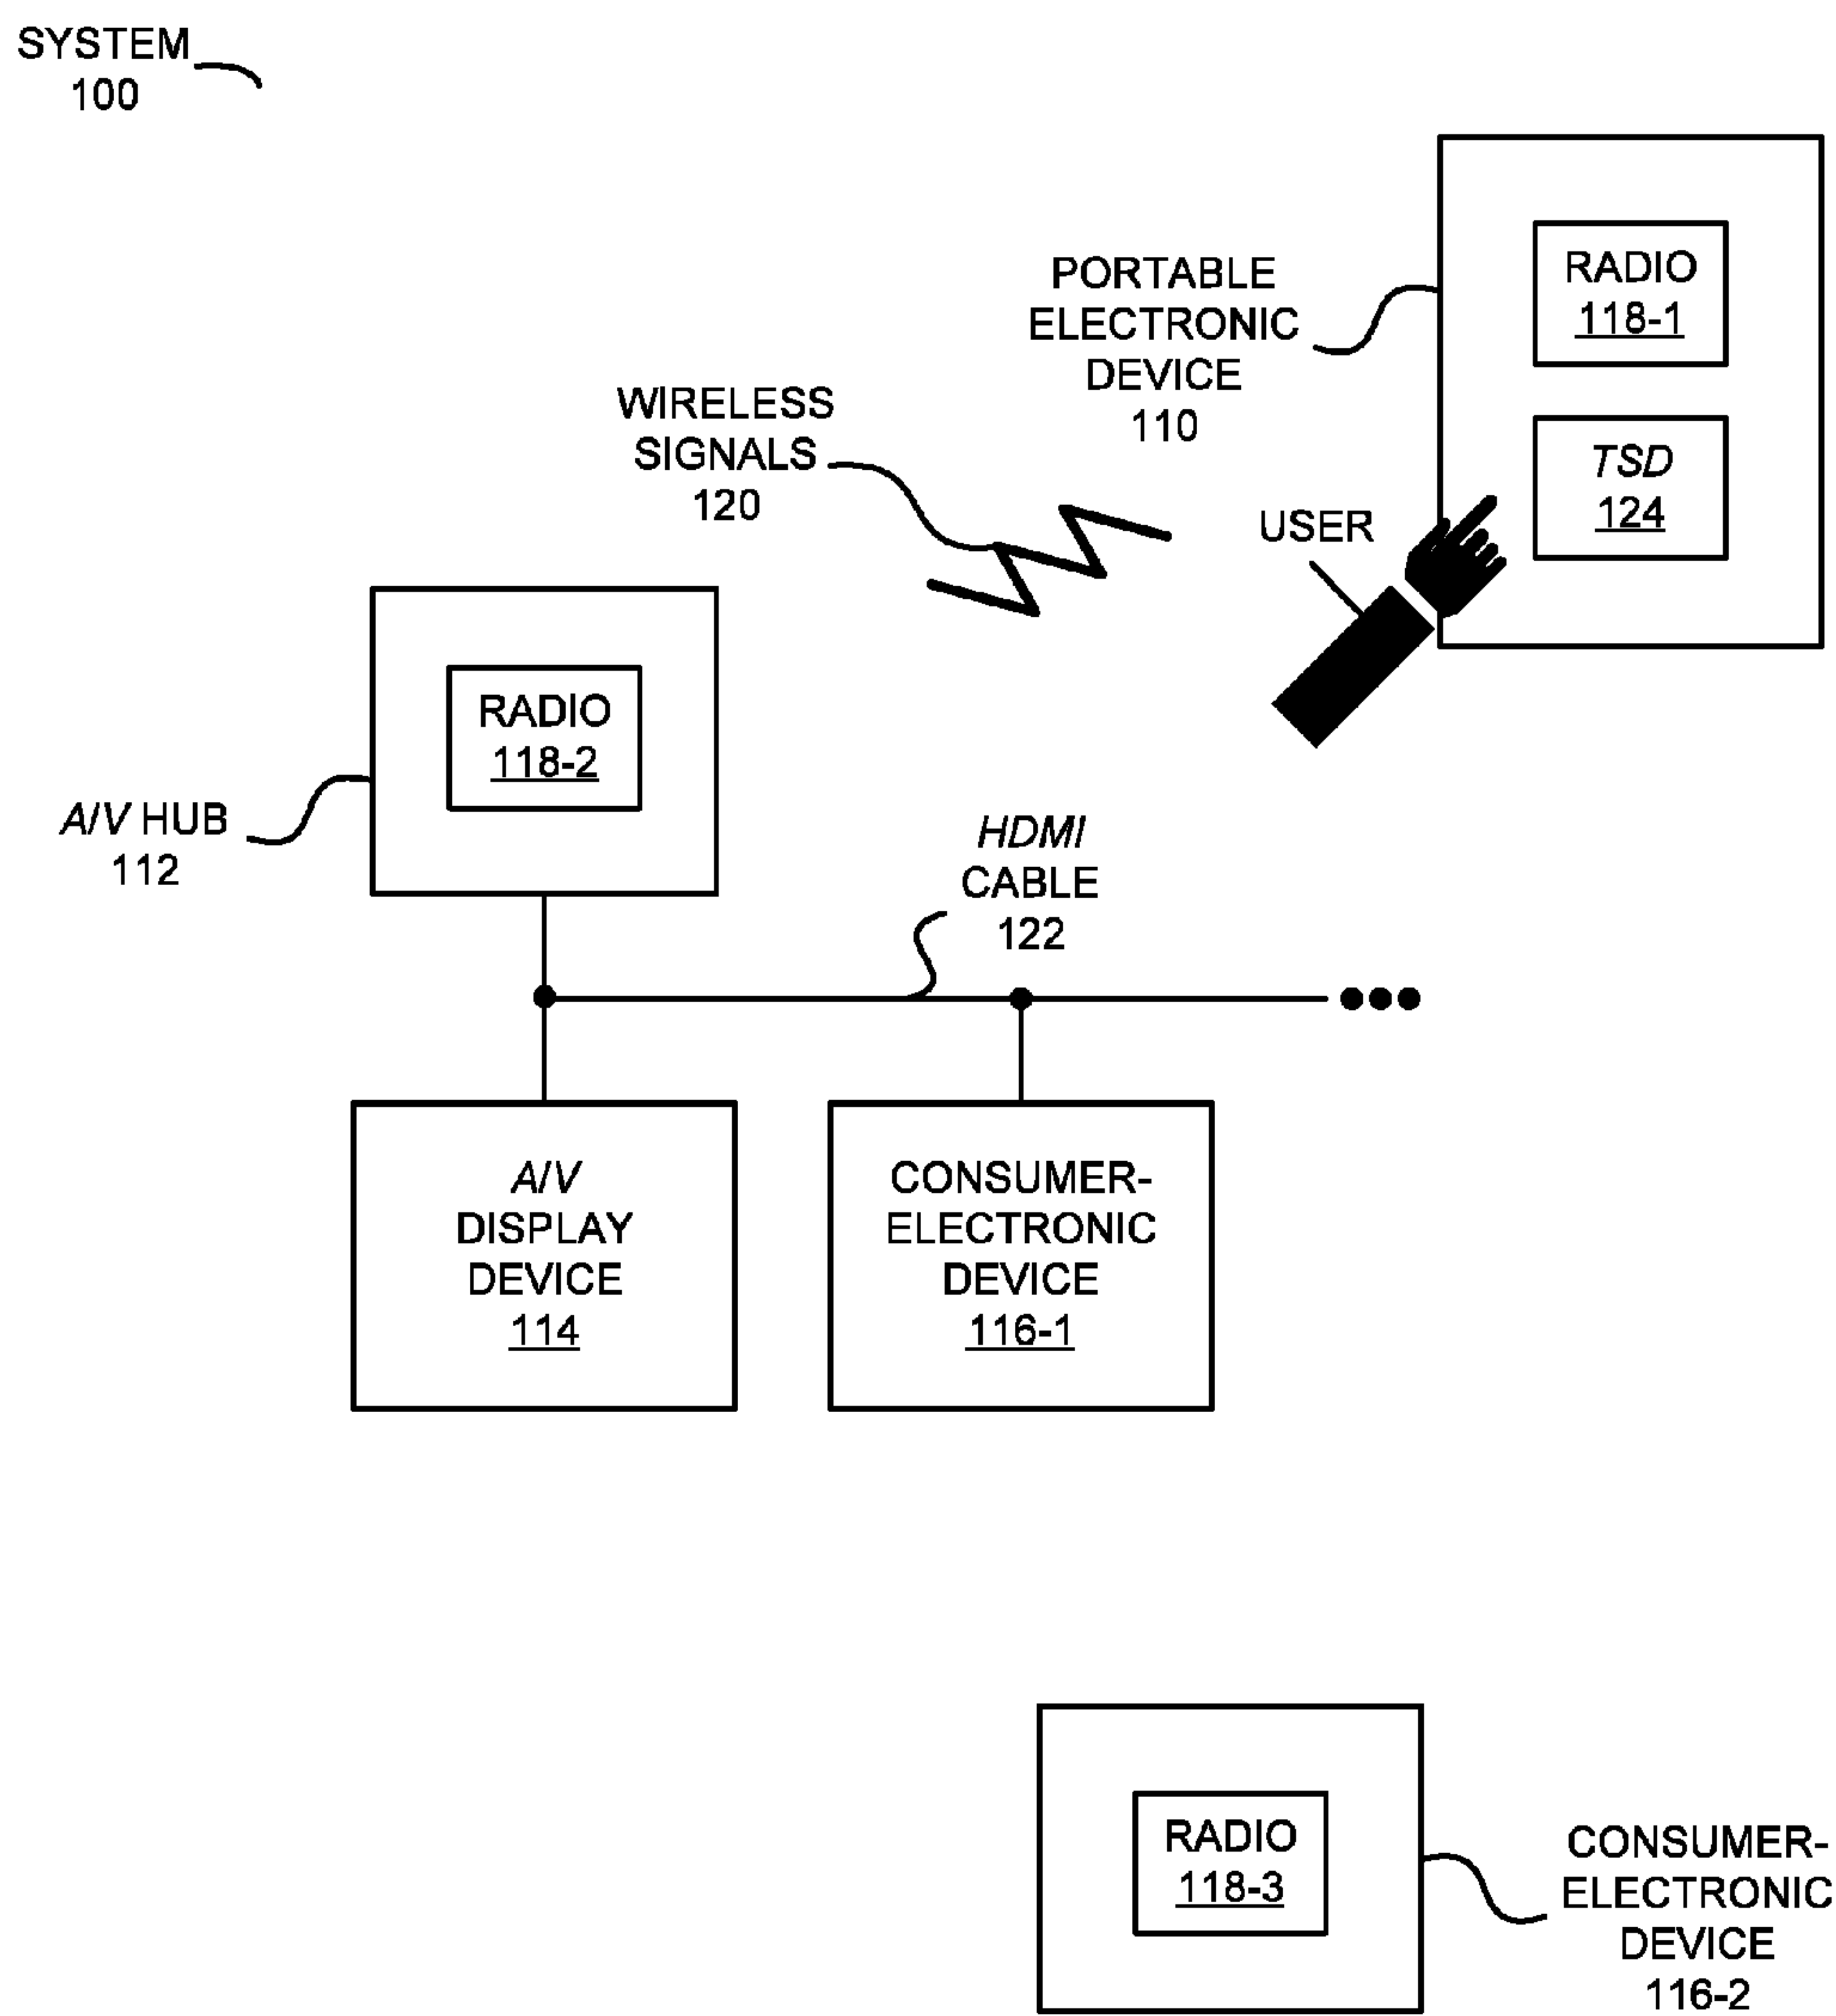 SYSTEM
100
PORTABLE
ELECTRONIC
DEVICE
110
RADIO
118-1
TSD
124
WIRELESS
SIGNALS
120
USER
RADIO
118-2
A/V HUB
112
HDMI
CABLE
122
A/V
DISPLAY
DEVICE
114
CONSUMER-
ELECTRONIC
DEVICE
116-1
RADIO
118-3
CONSUMER-
ELECTRONIC
DEVICE
116-2